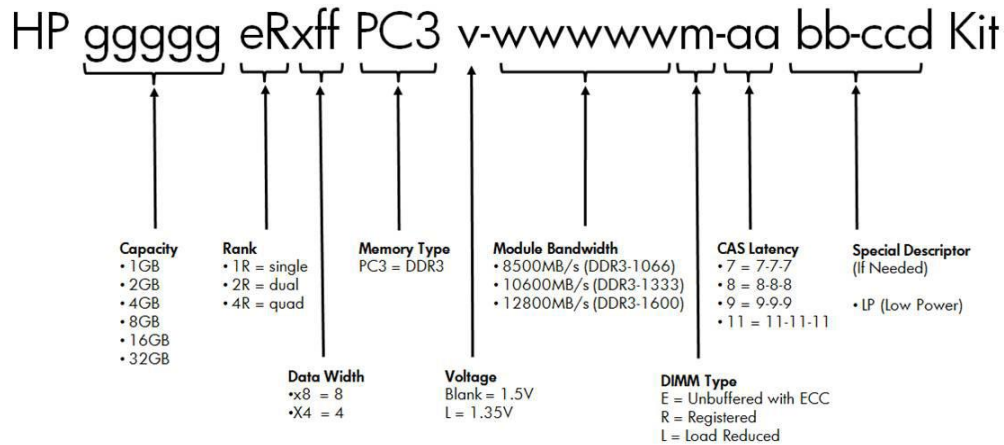 HP ggggg eRxff PC3 v-wwwwwm-aa bb-ccd Kit
Capacity
• 1GB
• 2GB
• 4GB
• 8GB
• 16GB
• 32GB
Rank
• 1R = single
• 2R = dual
• 4R = quad
Memory Type
PC3 = DDR3
Module Bandwidth
• 8500MB/s (DDR3-1066)
• 10600MB/s (DDR3-1333)
• 12800MB/s (DDR3-1600)
CAS Latency
• 7 = 7-7-7
• 8 = 8-8-8
• 9 = 9-9-9
• 11 = 11-11-11
Special Descriptor
(If Needed)
• LP (Low Power)
Data Width
•x8 = 8
•X4 = 4
Voltage
Blank = 1.5V
L = 1.35V
DIMM Type
E = Unbuffered with ECC
R = Registered
L = Load Reduced